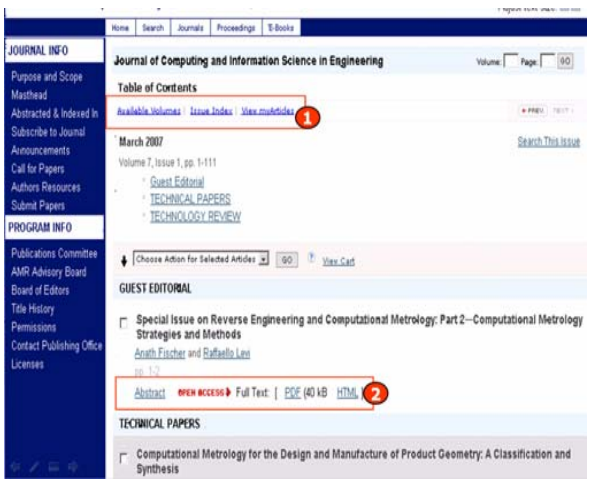 Home Search Journals Proceedings E-Books
JOURNAL INFO
Purpose and Scope
Masthead
Abstracted & Indexed In
Subscribe to Journal
Announcements
Call for Papers
Authors Resources
Submit Papers
PROGRAM INFO
Publications Committee
AMR Advisory Board
Board of Editors
Title History
Permissions
Contact Publishing Office
Licenses
Journal of Computing and Information Science in Engineering Volume: Page: GO
Table of Contents
Available Volumes | Issue Index | View myArticles
1
PREV NEXT
March 2007 Search This Issue
Volume 7, Issue 1, pp. 1-111
Guest Editorial
TECHNICAL PAPERS
TECHNOLOGY REVIEW
Choose Action for Selected Articles GO ? View Cart
GUEST EDITORIAL
Special Issue on Reverse Engineering and Computational Metrology: Part 2—Computational Metrology
Strategies and Methods
Anath Fischer and Raffaello Levi
pp. 1-2
Abstract OPEN ACCESS Full Text: [ PDF (40 kB HTML ]
2
TECHNICAL PAPERS
Computational Metrology for the Design and Manufacture of Product Geometry: A Classification and
Synthesis